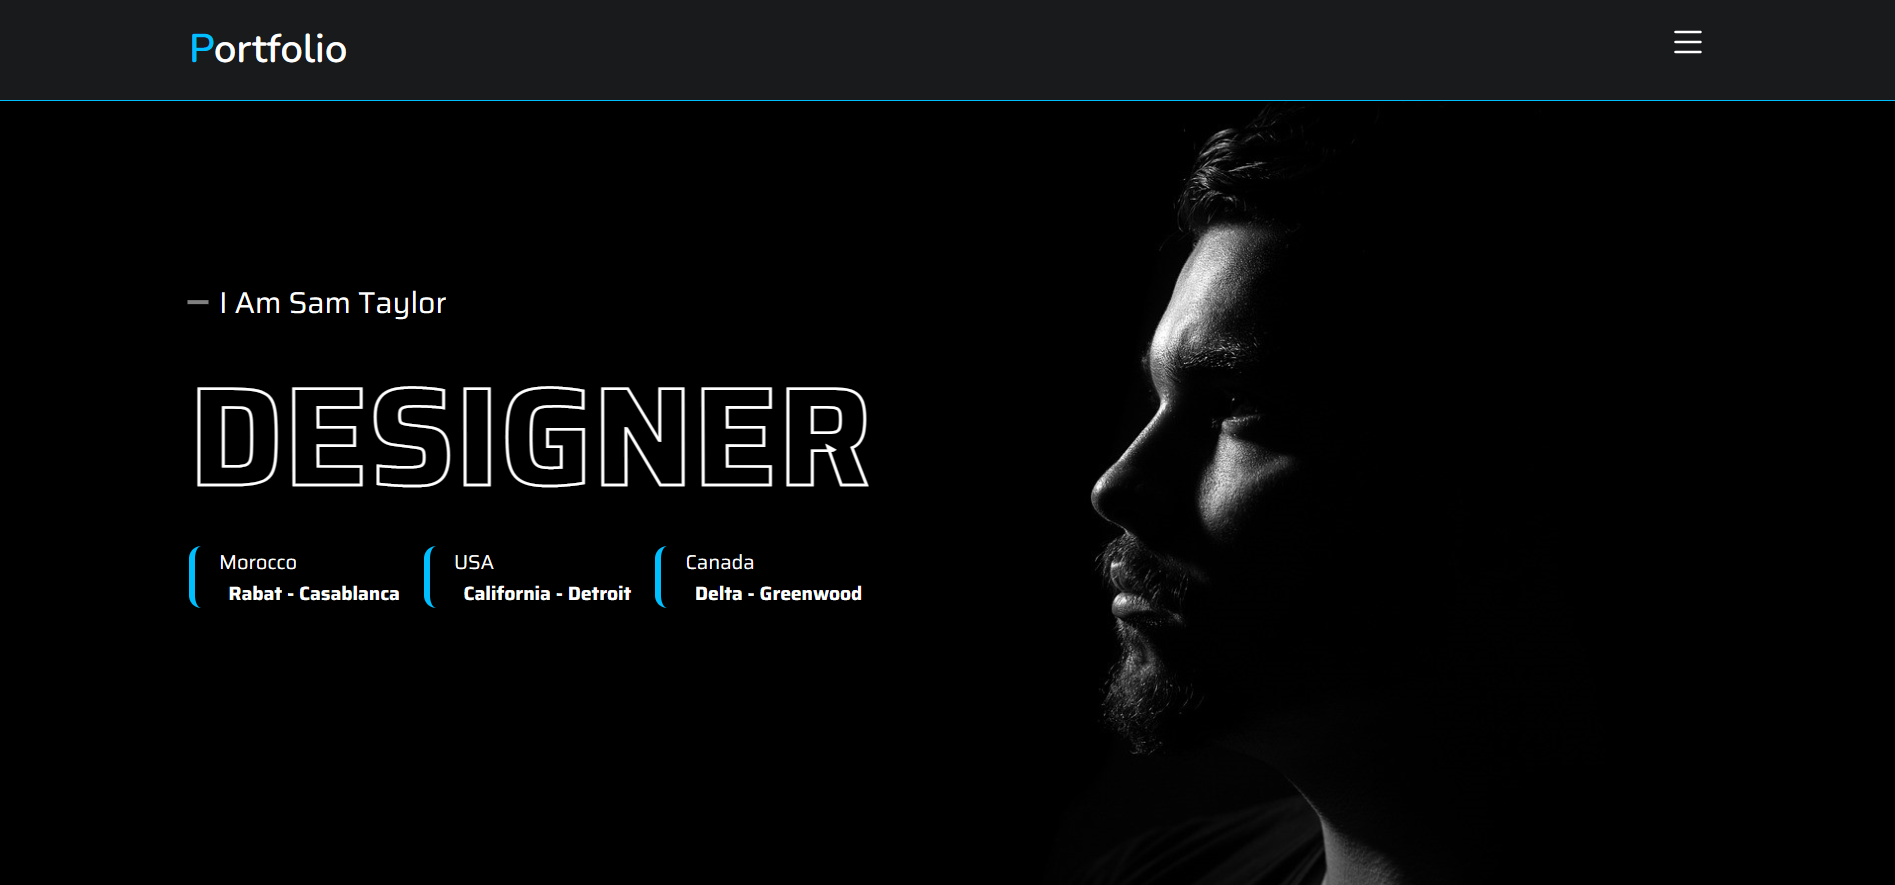 Portfolio
I Am Sam Taylor
DESIGNER
Morocco
Rabat - Casablanca
USA
California - Detroit
Canada
Delta - Greenwood